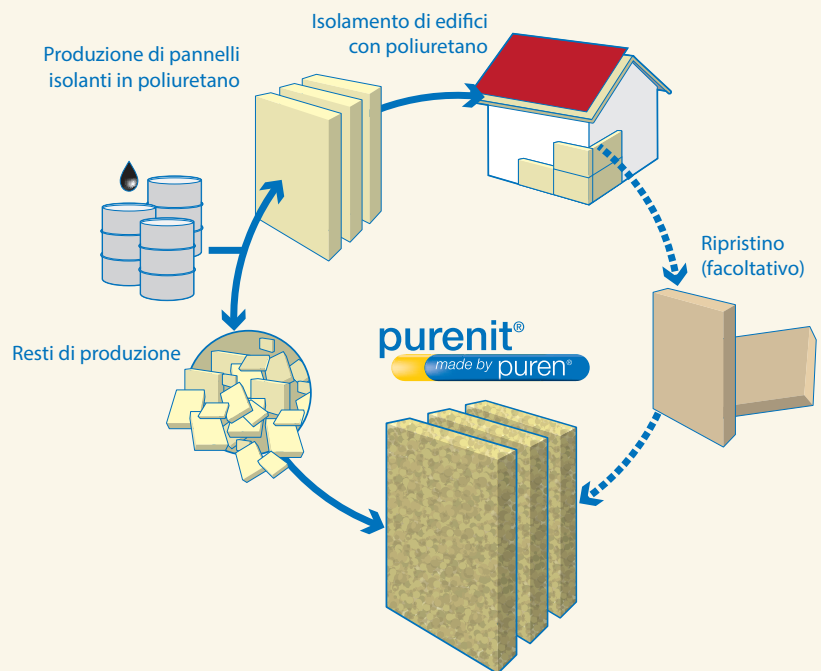 Isolamento di edifici
con poliuretano
Produzione di pannelli
isolanti in poliuretano
Ripristino
(facoltativo)
Resti di produzione
purenit®
made by puren®